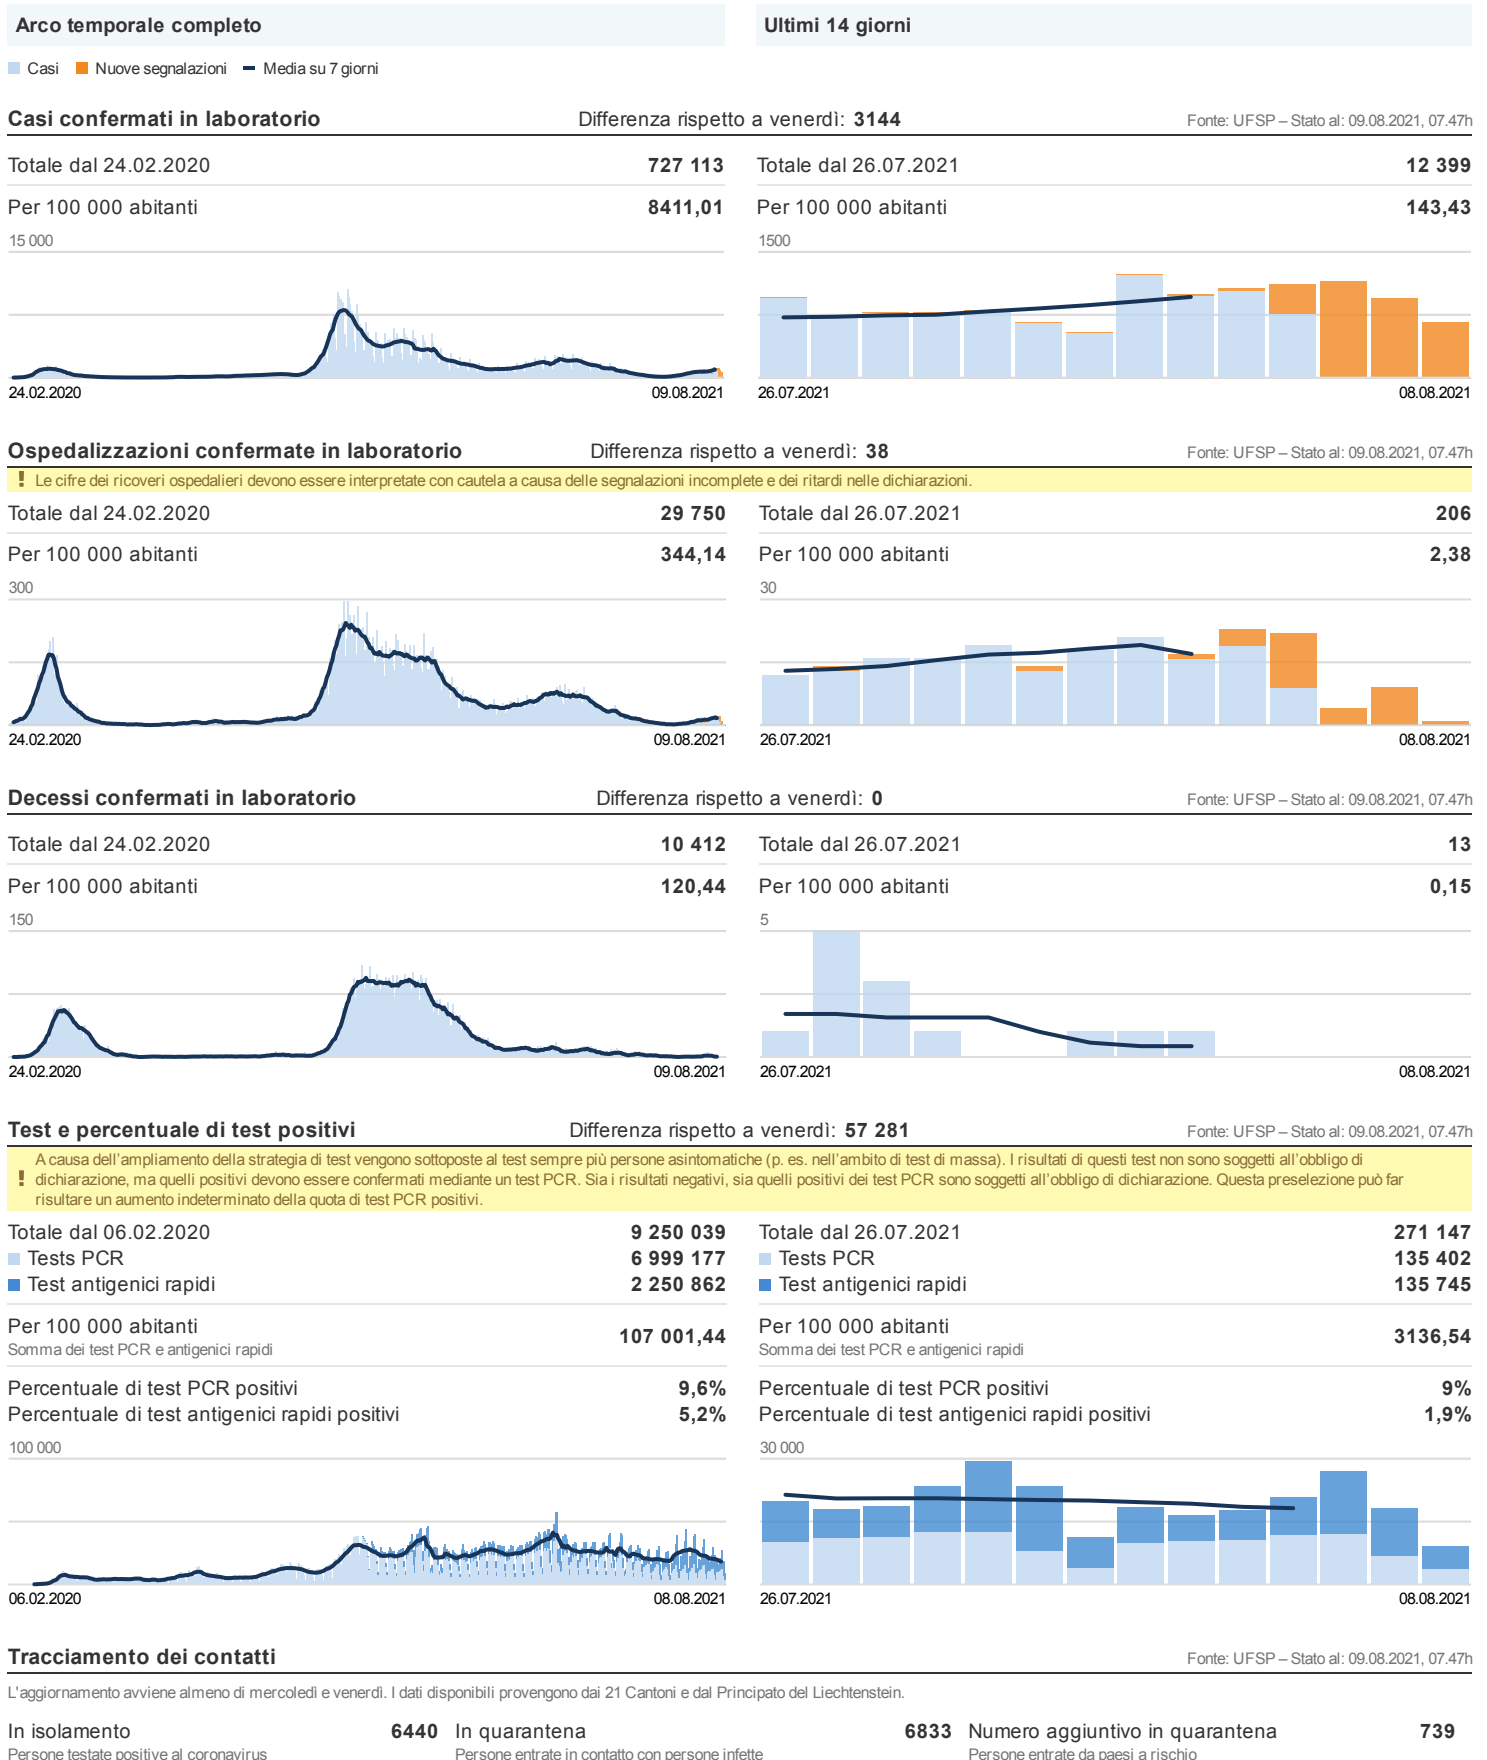 Arco temporale completo
Ultimi 14 giorni
Casi Nuove segnalazioni Media su 7 giorni
Casi confermati in laboratorio Differenza rispetto a venerdì: 3144 Fonte: UFSP – Stato al: 09.08.2021, 07.47h
Totale dal 24.02.2020 727 113
Per 100 000 abitanti 8411,01
15 000
24.02.2020 09.08.2021
Totale dal 26.07.2021 12 399
Per 100 000 abitanti 143,43
1500
26.07.2021 08.08.2021
Ospedalizzazioni confermate in laboratorio Differenza rispetto a venerdì: 38 Fonte: UFSP – Stato al: 09.08.2021, 07.47h
! Le cifre dei ricoveri ospedalieri devono essere interpretate con cautela a causa delle segnalazioni incomplete e dei ritardi nelle dichiarazioni.
Totale dal 24.02.2020 29 750
Per 100 000 abitanti 344,14
300
24.02.2020 09.08.2021
Totale dal 26.07.2021 206
Per 100 000 abitanti 2,38
30
26.07.2021 08.08.2021
Decessi confermati in laboratorio Differenza rispetto a venerdì: 0 Fonte: UFSP – Stato al: 09.08.2021, 07.47h
Totale dal 24.02.2020 10 412
Per 100 000 abitanti 120,44
150
24.02.2020 09.08.2021
Totale dal 26.07.2021 13
Per 100 000 abitanti 0,15
5
26.07.2021 08.08.2021
Test e percentuale di test positivi Differenza rispetto a venerdì: 57 281 Fonte: UFSP – Stato al: 09.08.2021, 07.47h
A causa dell'ampliamento della strategia di test vengono sottoposte al test sempre più persone asintomatiche (p. es. nell'ambito di test di massa). I risultati di questi test non sono soggetti all'obbligo di
! dichiarazione, ma quelli positivi devono essere confermati mediante un test PCR. Sia i risultati negativi, sia quelli positivi dei test PCR sono soggetti all'obbligo di dichiarazione. Questa preselezione può far
risultare un aumento indeterminato della quota di test PCR positivi.
Totale dal 06.02.2020 9 250 039
Tests PCR 6 999 177
Test antigenici rapidi 2 250 862
Per 100 000 abitanti 107 001,44
Somma dei test PCR e antigenici rapidi
Percentuale di test PCR positivi 9,6%
Percentuale di test antigenici rapidi positivi 5,2%
100 000
06.02.2020 08.08.2021
Totale dal 26.07.2021 271 147
Tests PCR 135 402
Test antigenici rapidi 135 745
Per 100 000 abitanti 3136,54
Somma dei test PCR e antigenici rapidi
Percentuale di test PCR positivi 9%
Percentuale di test antigenici rapidi positivi 1,9%
30 000
26.07.2021 08.08.2021
Tracciamento dei contatti Fonte: UFSP – Stato al: 09.08.2021, 07.47h
L'aggiornamento avviene almeno di mercoledì e venerdì. I dati disponibili provengono dai 21 Cantoni e dal Principato del Liechtenstein.
In isolamento 6440
Persone testate positive al coronavirus
In quarantena 6833
Persone entrate in contatto con persone infette
Numero aggiuntivo in quarantena 739
Persone entrate da paesi a rischio